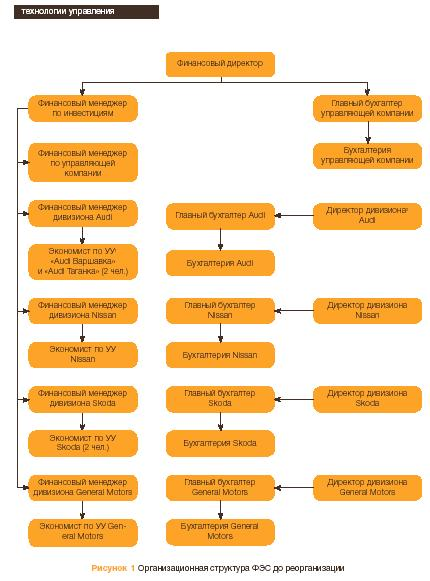 технологии управления
Финансовый директор
Финансовый менеджер
по инвестициям
Главный бухгалтер
управляющей компании
Финансовый менеджер
по управляющей
компании
Бухгалтерия
управляющей компании
Финансовый менеджер
дивизиона Audi
Главный бухгалтер Audi
Директор дивизиона
Audi
Экономист по УУ
«Audi Варшавка»
и «Audi Таганка» (2 чел.)
Бухгалтерия Audi
Финансовый менеджер
дивизиона Nissan
Главный бухгалтер
Nissan
Директор дивизиона
Nissan
Экономист по УУ
Nissan
Бухгалтерия Nissan
Финансовый менеджер
дивизиона Skoda
Главный бухгалтер
Skoda
Директор дивизиона
Skoda
Экономист по УУ
Skoda (2 чел.)
Бухгалтерия Skoda
Финансовый менеджер
дивизиона General Motors
Главный бухгалтер
General Motors
Директор дивизиона
General Motors
Экономист по УУ Gen-
eral Motors
Бухгалтерия General
Motors
Рисунок 1 Организационная структура ФЭС до реорганизации